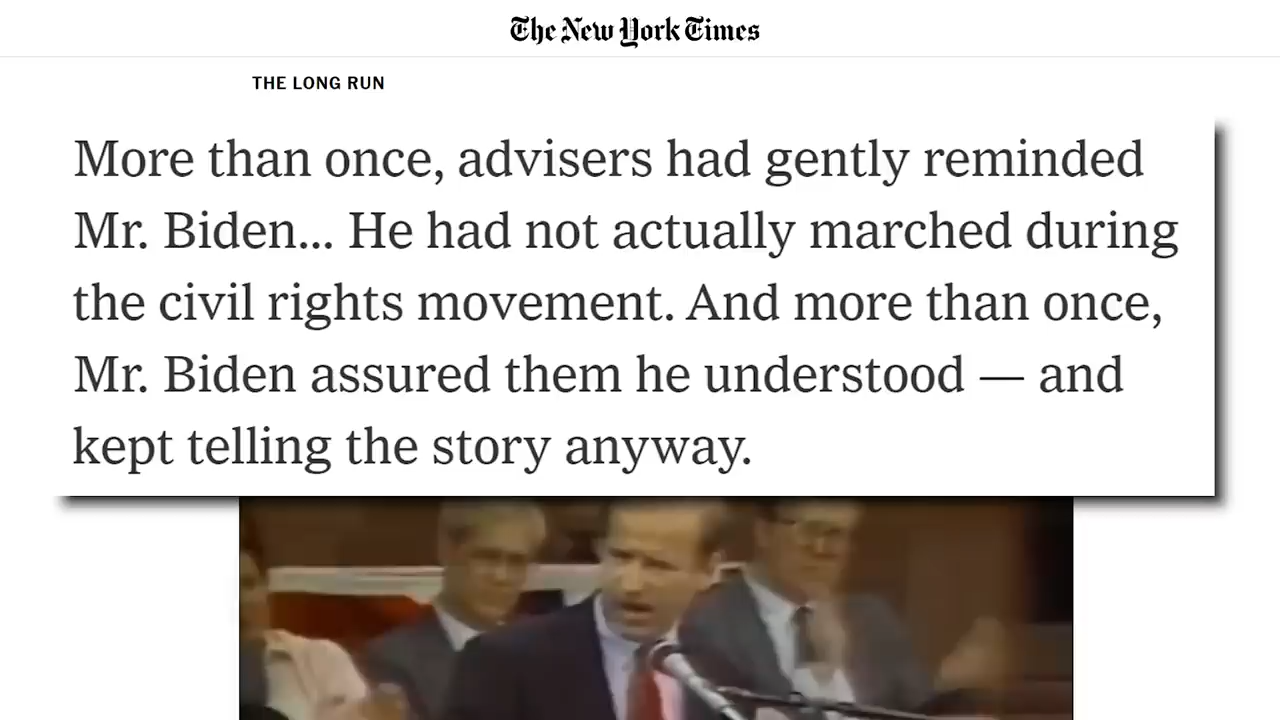 The New York Times
THE LONG RUN
More than once, advisers had gently reminded
Mr. Biden... He had not actually marched during
the civil rights movement. And more than once,
Mr. Biden assured them he understood — and
kept telling the story anyway.